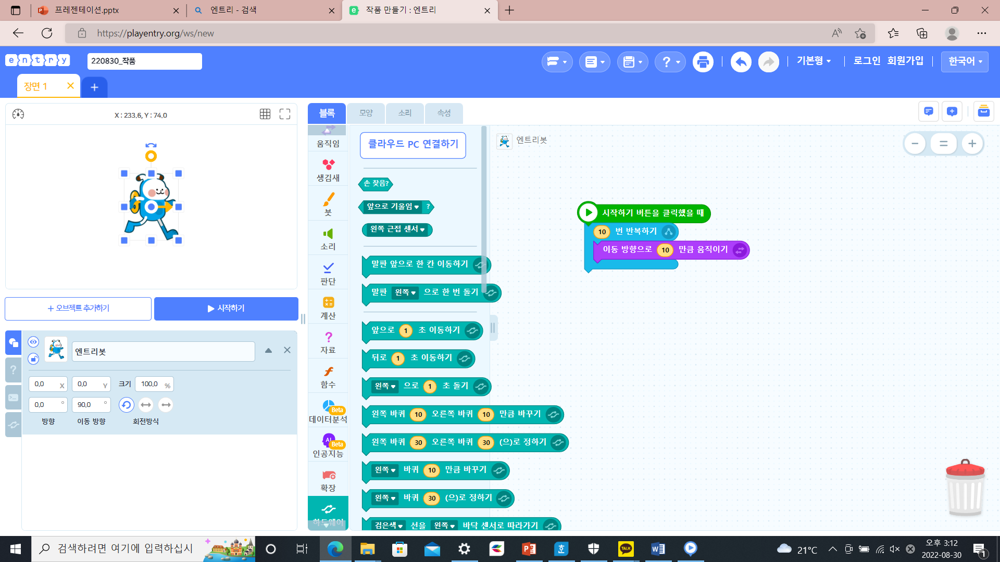 프레젠테이션.pptx
엔트리 - 검색
작품 만들기 : 엔트리
https://playentry.org/ws/new
entry
220830_작품
기본형
로그인 회원가입
한국어
장면 1
X : 233.6, Y : 74.0
블록
모양
소리
속성
시작하기
+ 오브젝트 추가하기
엔트리봇
0.0 X
0.0 Y
크기 100.0 %
0.0 °
90.0 °
방향
이동 방향
회전방식
움직임
생김새
붓
소리
판단
계산
자료
함수
Beta
데이터분석
AI
Beta
인공지능
확장
하드웨어
클라우드 PC 연결하기
손 찾음?
앞으로 기울임 ?
왼쪽 근접 센서
말판 앞으로 한 칸 이동하기
말판 왼쪽 으로 한 번 돌기
앞으로 1 초 이동하기
뒤로 1 초 이동하기
왼쪽 으로 1 초 돌기
왼쪽 바퀴 10 오른쪽 바퀴 10 만큼 바꾸기
왼쪽 바퀴 30 오른쪽 바퀴 30 (으)로 정하기
왼쪽 바퀴 10 만큼 바꾸기
왼쪽 바퀴 30 (으)로 정하기
검은색 선을 왼쪽 바닥 센서로 따라가기
엔트리봇
시작하기 버튼을 클릭했을 때
10 번 반복하기
이동 방향으로 10 만큼 움직이기
검색하려면 여기에 입력하십시
TALK
21°C
오후 3:12
2022-08-30
1